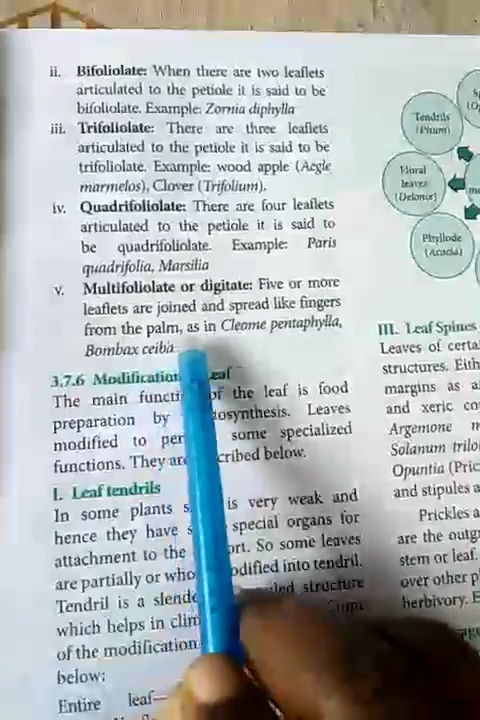 ii. Bifoliolate: When there are two leaflets
articulated to the petiole it is said to be
bifoliolate. Example: Zornia diphylla
iii. Trifoliolate: There are three leaflets
articulated to the petiole it is said to be
trifoliolate. Example: wood apple (Aegle
marmelos), Clover (Trifolium).
iv. Quadrifoliolate: There are four leaflets
articulated to the petiole it is said to
be quadrifoliolate. Example: Paris
quadrifolia, Marsilia
v. Multifoliolate or digitate: Five or more
leaflets are joined and spread like fingers
from the palm, as in Cleome pentaphylla,
Bombax ceiba
3.7.6 Modification Leaf
The main functi of the leaf is food
preparation by tosynthesis. Leaves
modified to per some specialized
functions. They are cribed below.
I. Leaf tendrils
In some plants s is very weak and
hence they have s special organs for
attachment to the ort. So some leaves
are partially or who odified into tendril.
Tendril is a slende led structure
which helps in clim
of the modification
below:
Entire leaf—
Tendrils
(Pisum)
Floral
leaves
(Delonix)
Phyllode
(Acacia)
III. Leaf Spines
Leaves of certa
structures. Eith
margins as a
and xeric co
Argemone m
Solanum trilo
Opuntia (Pric
and stipules a
Prickles a
are the outg
stem or leaf.
over other p
herbivory. E